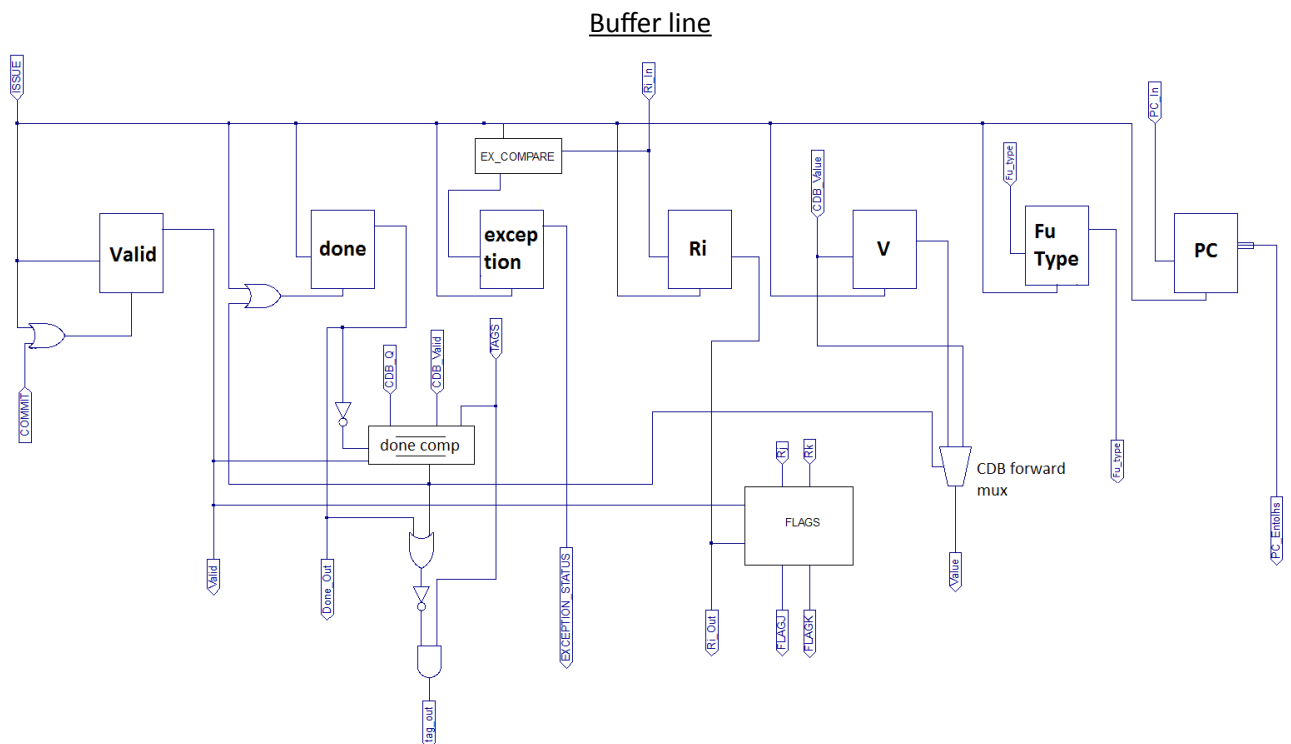 Buffer line
ISSUE
Ri_In
PC_In
EX_COMPARE
CDB_Value
Fu_type
Valid
done
excep
tion
Ri
V
Fu
Type
PC
COMMIT
CDB_Q
CDB_Valid
TAGS
done comp
Rj
Rk
CDB forward
mux
Fu_type
FLAGS
Valid
Done_Out
EXCEPTION_STATUS
Ri_Out
FLAGJ
FLAGK
Value
PC_Entolhs
tag_out